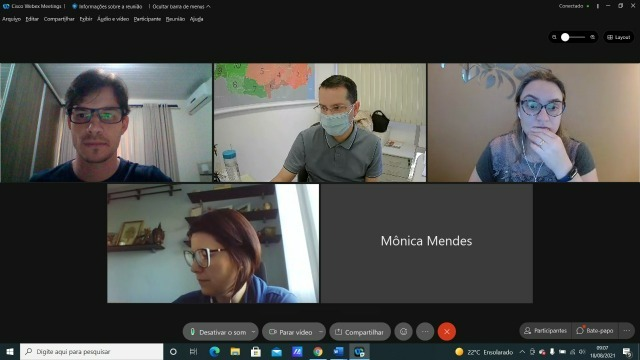 Cisco Webex Meetings
Informações sobre a reunião
Ocultar barra de menus
Conectado
Arquivo Editar Compartilhar Exibir Áudio e vídeo Participante Reunião Ajuda
Layout
Mônica Mendes
Desativar o som
Parar vídeo
Compartilhar
Participantes
Bate-papo
Digite aqui para pesquisar
22°C Ensolarado
09:07
18/08/2021